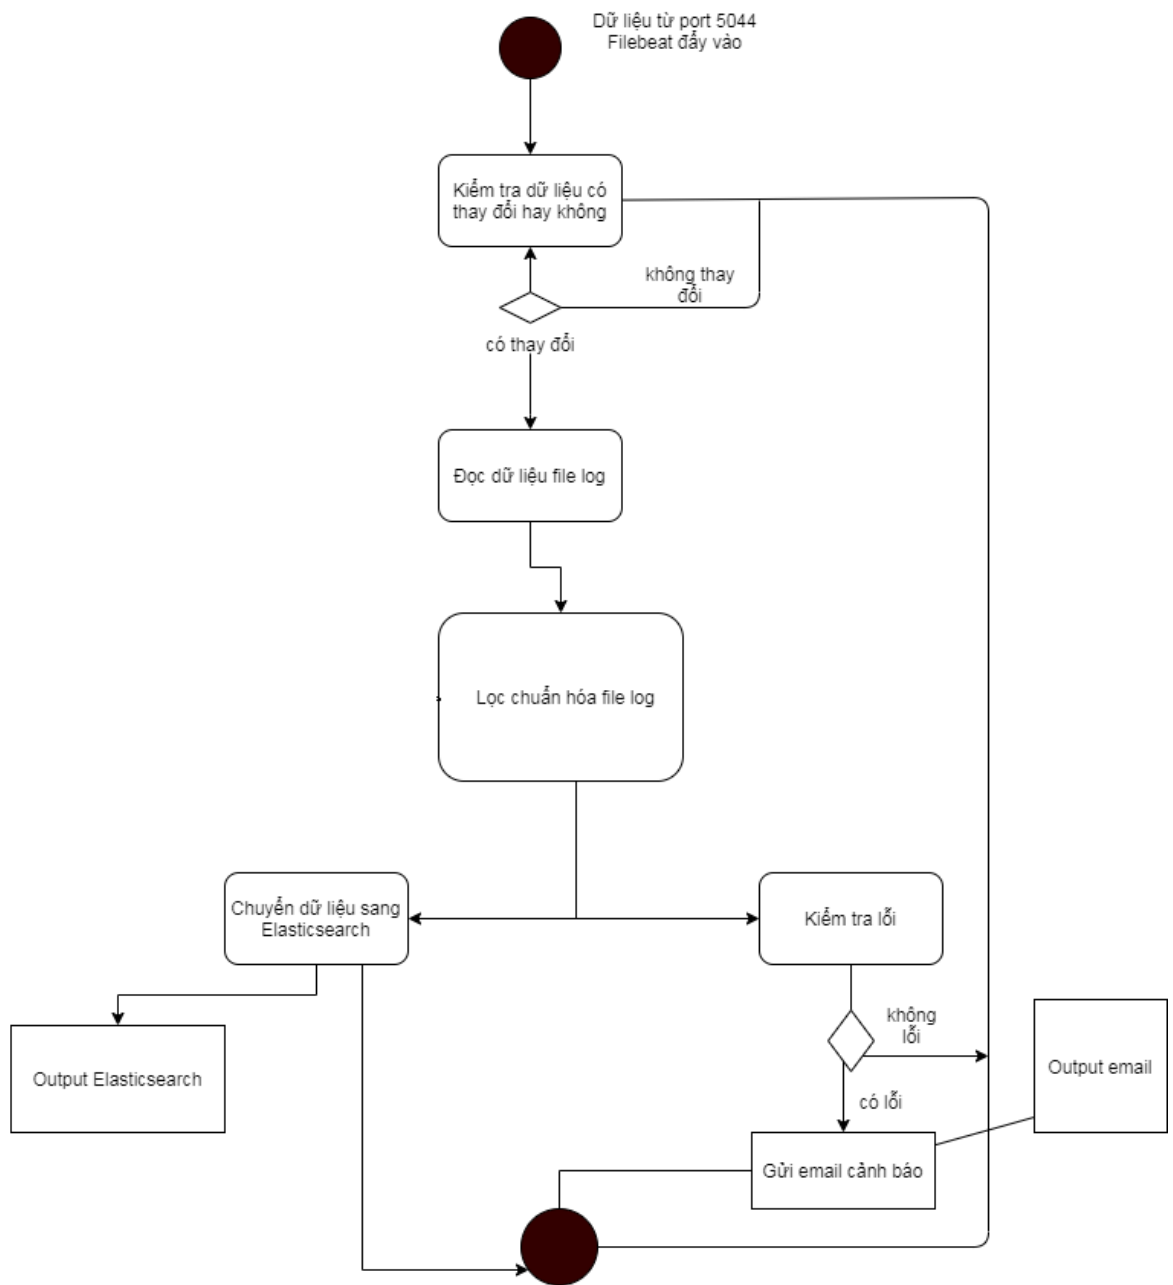 Dữ liệu từ port 5044
Filebeat đẩy vào
Kiểm tra dữ liệu có
thay đổi hay không
không thay
đổi
có thay đổi
Đọc dữ liệu file log
Lọc chuẩn hóa file log
Chuyển dữ liệu sang
Elasticsearch
Kiểm tra lỗi
không
lỗi
Output Elasticsearch
Output email
có lỗi
Gửi email cảnh báo